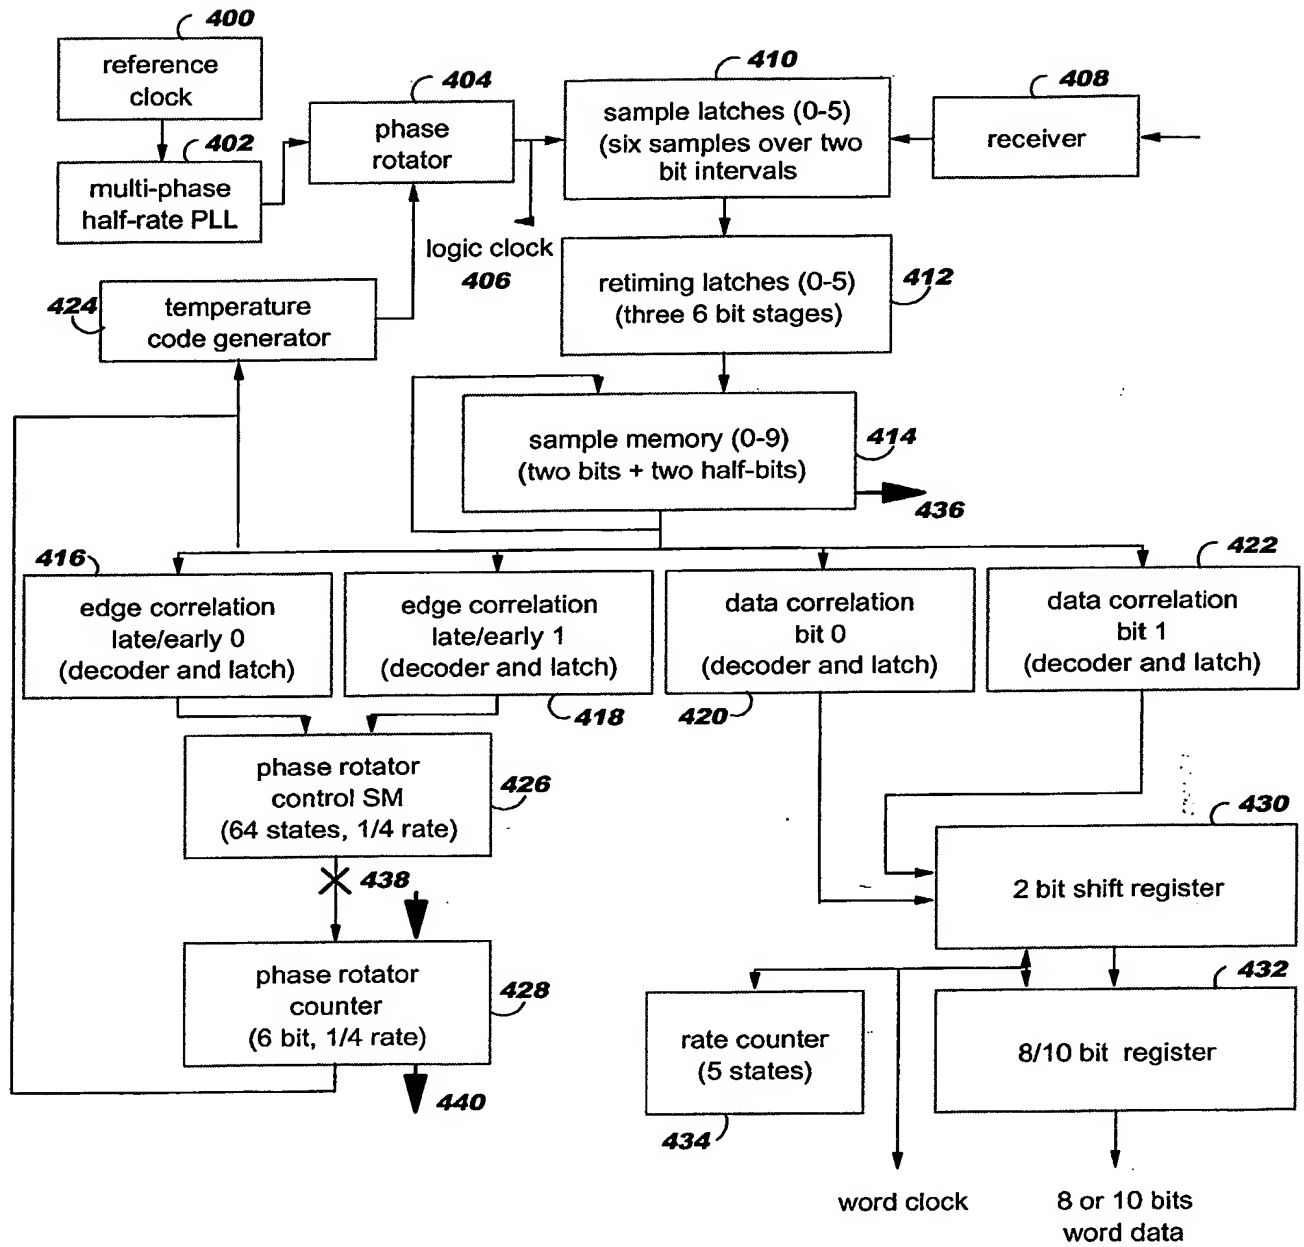 400
reference
clock
402
multi-phase
half-rate PLL
404
phase
rotator
logic clock
406
410
sample latches (0-5)
(six samples over two
bit intervals
408
receiver
retiming latches (0-5)
(three 6 bit stages)
412
424
temperature
code generator
sample memory (0-9)
(two bits + two half-bits)
414
436
416
edge correlation
late/early 0
(decoder and latch)
edge correlation
late/early 1
(decoder and latch)
418
data correlation
bit 0
(decoder and latch)
420
422
data correlation
bit 1
(decoder and latch)
phase rotator
control SM
(64 states, 1/4 rate)
426
438
phase rotator
counter
(6 bit, 1/4 rate)
428
440
430
2 bit shift register
432
8/10 bit register
rate counter
(5 states)
434
word clock
8 or 10 bits
word data